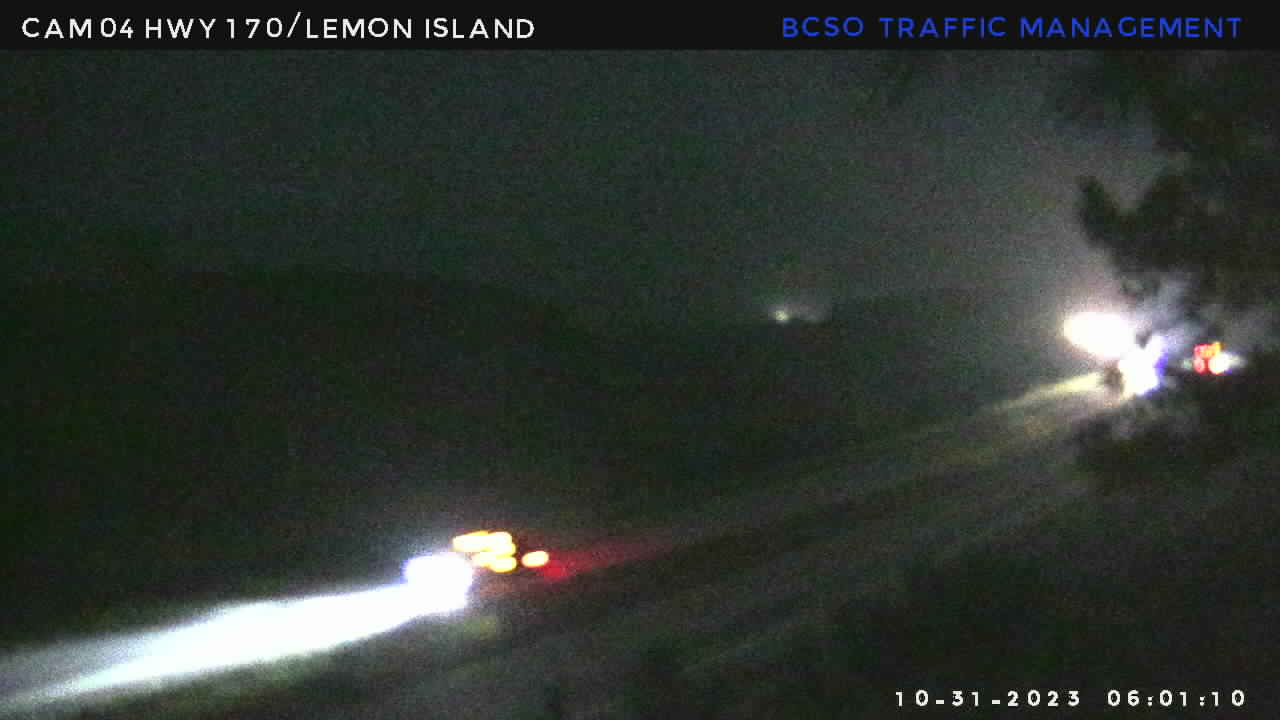 CAM04 HWY 170/LEMON ISLAND
BCSO TRAFFIC MANAGEMENT
10-31-2023 06:01:10